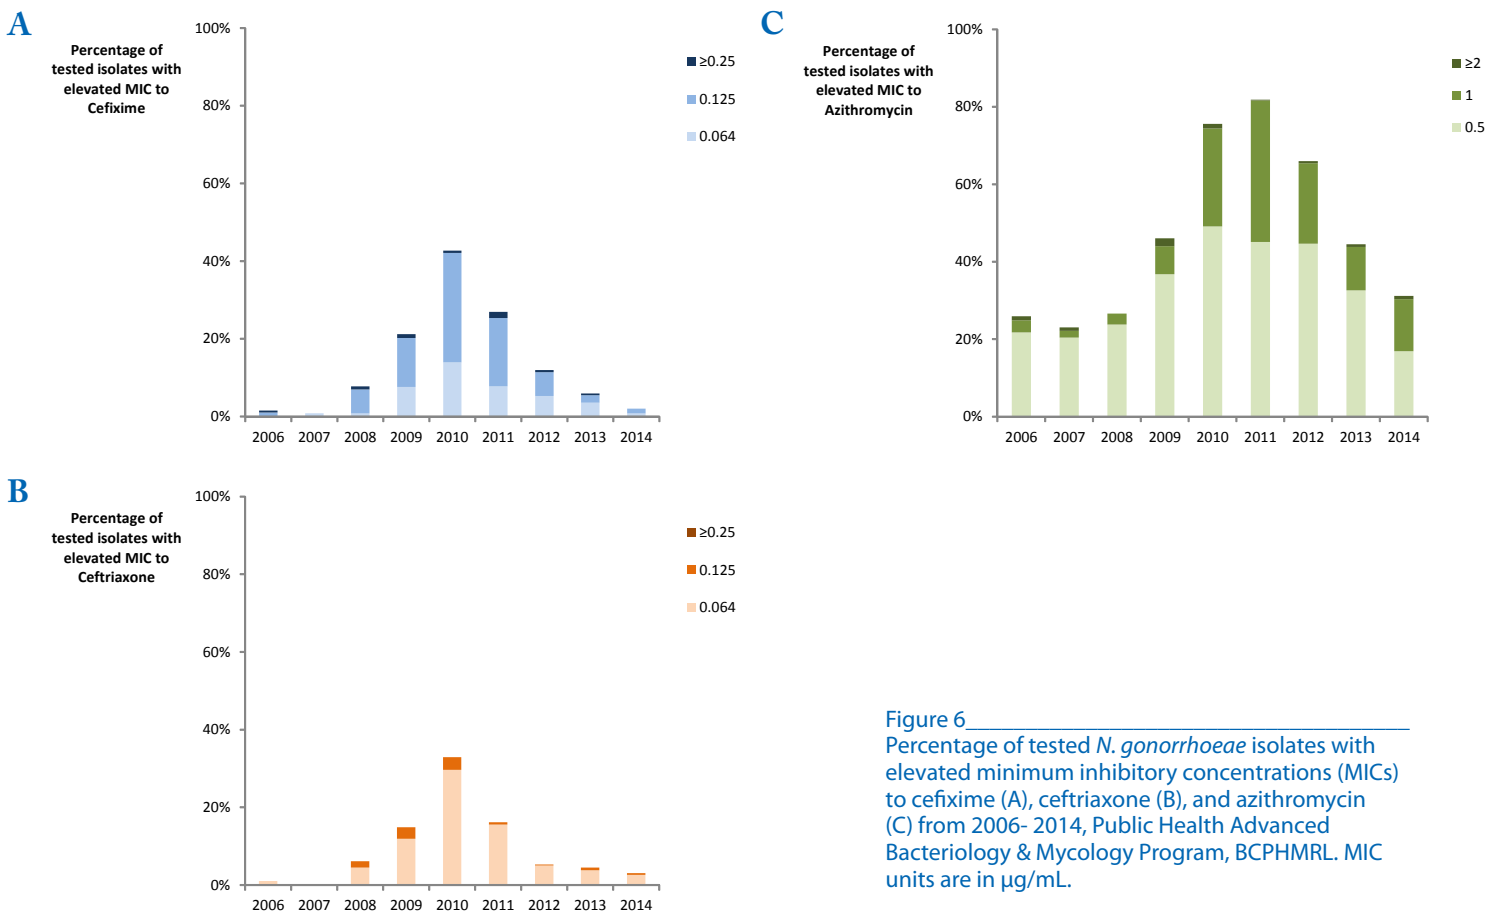 A
Percentage of
tested isolates with
elevated MIC to
Cefixime
100%
80%
60%
40%
20%
0%
2006 2007 2008 2009 2010 2011 2012 2013 2014
≥0.25
0.125
0.064
B
Percentage of
tested isolates with
elevated MIC to
Ceftriaxone
100%
80%
60%
40%
20%
0%
2006 2007 2008 2009 2010 2011 2012 2013 2014
≥0.25
0.125
0.064
C
Percentage of
tested isolates with
elevated MIC to
Azithromycin
100%
80%
60%
40%
20%
0%
2006 2007 2008 2009 2010 2011 2012 2013 2014
≥2
1
0.5
Figure 6
Percentage of tested N. gonorrhoeae isolates with
elevated minimum inhibitory concentrations (MICs)
to cefixime (A), ceftriaxone (B), and azithromycin
(C) from 2006- 2014, Public Health Advanced
Bacteriology & Mycology Program, BCPHMRL. MIC
units are in µg/mL.